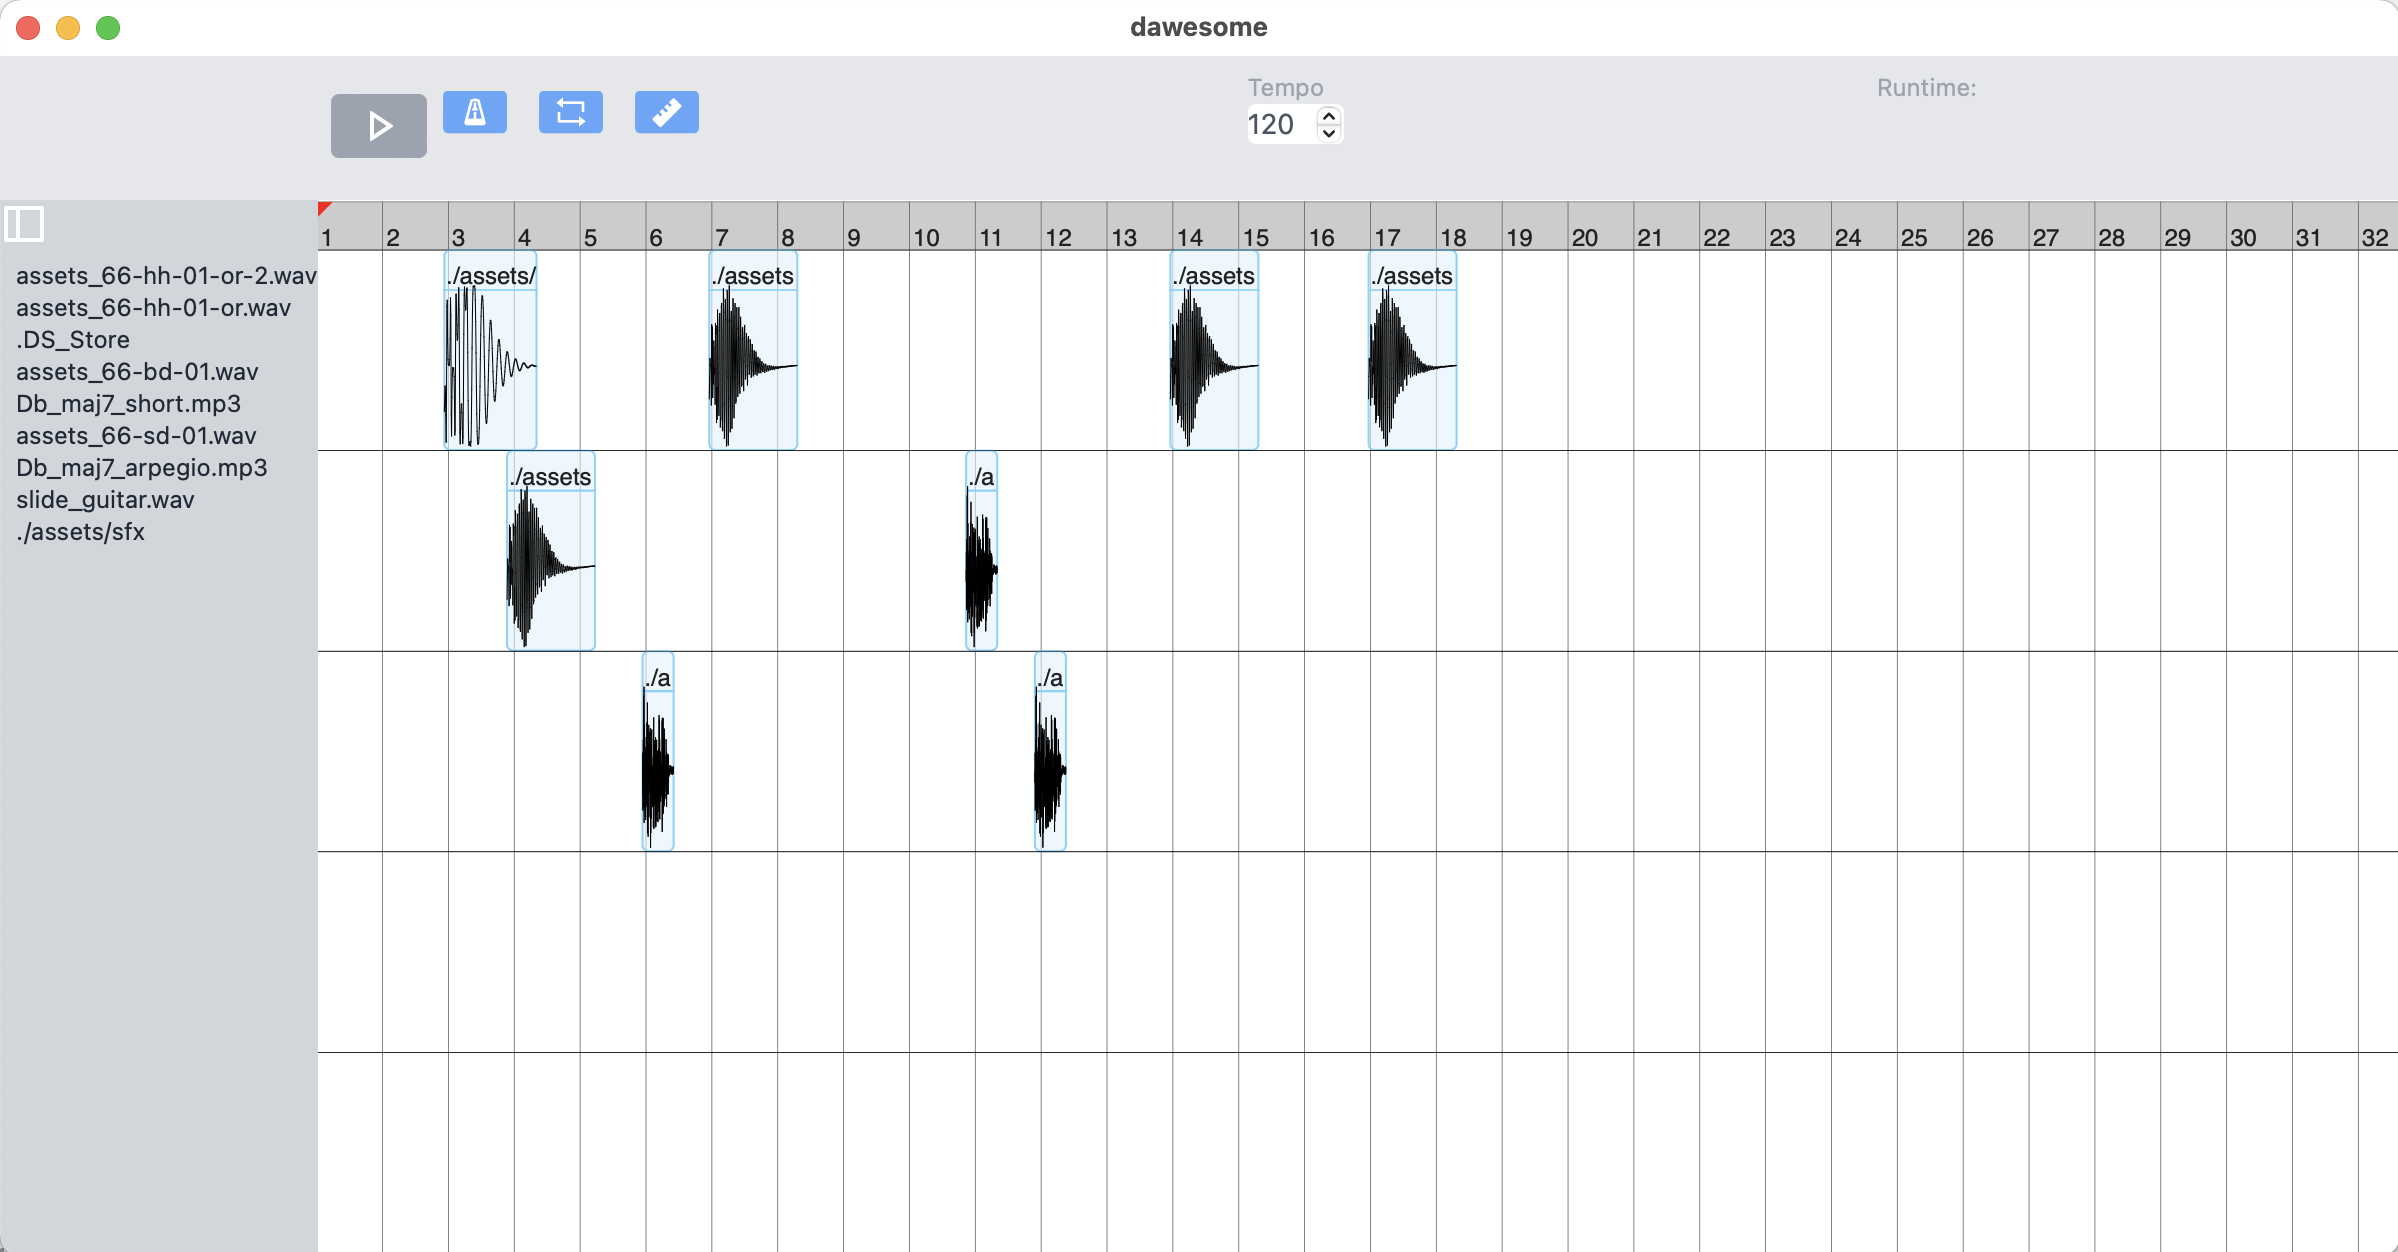 dawesome
Tempo
Runtime:
120
1 2 3 4 5 6 7 8 9 10 11 12 13 14 15 16 17 18 19 20 21 22 23 24 25 26 27 28 29 30 31 32
assets_66-hh-01-or-2.wav
assets_66-hh-01-or.wav
.DS_Store
assets_66-bd-01.wav
Db_maj7_short.mp3
assets_66-sd-01.wav
Db_maj7_arpegio.mp3
slide_guitar.wav
./assets/sfx
./assets/ ./assets ./assets ./assets
./assets ./a
./a ./a